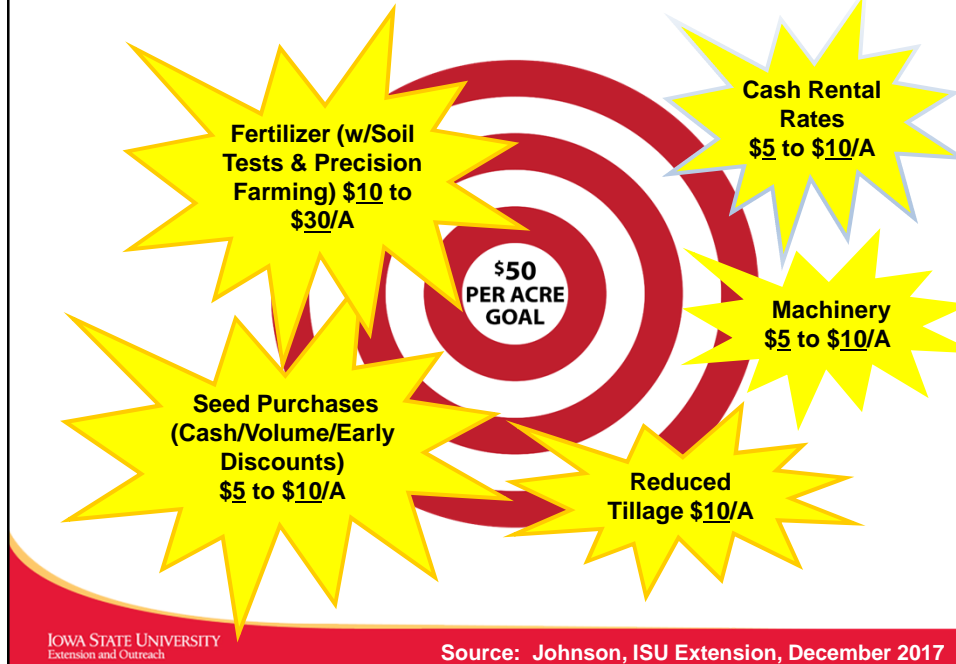 Fertilizer (w/Soil
Tests & Precision
Farming) $10 to
$30/A
Cash Rental
Rates
$5 to $10/A
$50
PER ACRE
GOAL
Machinery
$5 to $10/A
Seed Purchases
(Cash/Volume/Early
Discounts)
$5 to $10/A
Reduced
Tillage $10/A
IOWA STATE UNIVERSITY
Extension and Outreach
Source: Johnson, ISU Extension, December 2017